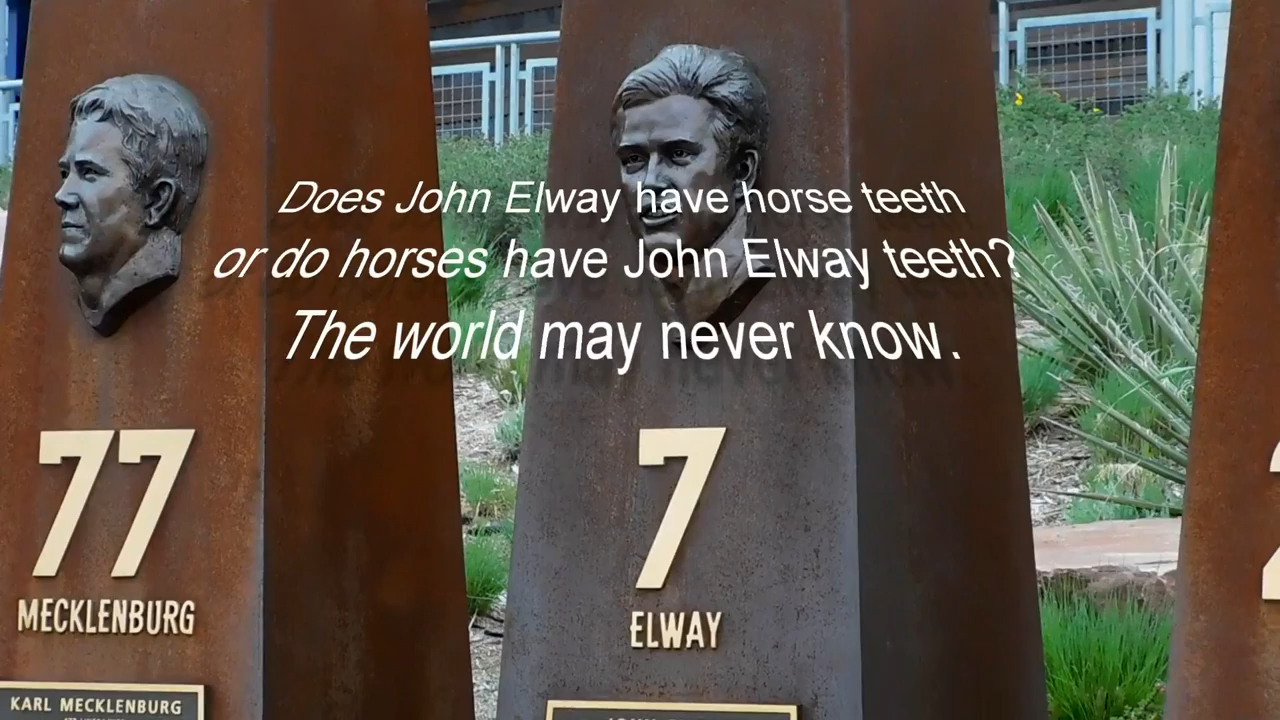 Does John Elway have horse teeth
or do horses have John Elway teeth?
The world may never know.
77
7
MECKLENBURG
ELWAY
KARL MECKLENBURG